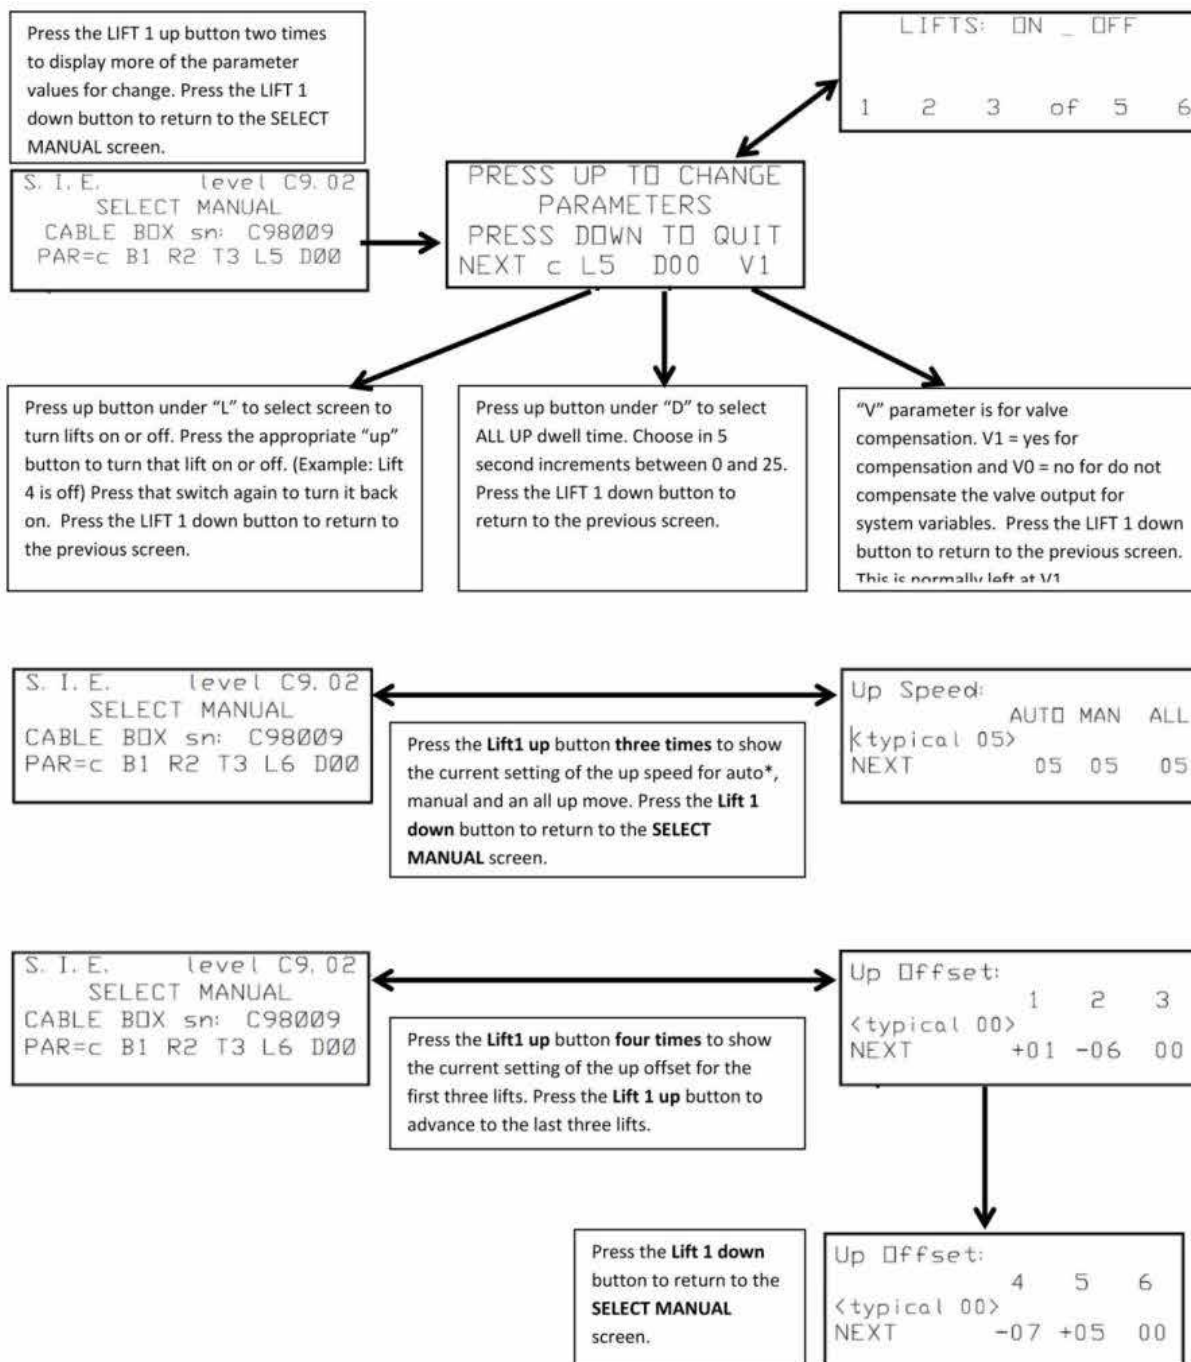 Press the LIFT 1 up button two times
to display more of the parameter
values for change. Press the LIFT 1
down button to return to the SELECT
MANUAL screen.
LIFTS: ON _ OFF
1 2 3 of 5 6
S. I. E. level C9.02
SELECT MANUAL
CABLE BOX sn: C98009
PAR=c B1 R2 T3 L5 D00
PRESS UP TO CHANGE
PARAMETERS
PRESS DOWN TO QUIT
NEXT c L5 D00 V1
Press up button under “L” to select screen to
turn lifts on or off. Press the appropriate “up”
button to turn that lift on or off. (Example: Lift
4 is off) Press that switch again to turn it back
on. Press the LIFT 1 down button to return to
the previous screen.
Press up button under “D” to select
ALL UP dwell time. Choose in 5
second increments between 0 and 25.
Press the LIFT 1 down button to
return to the previous screen.
“V” parameter is for valve
compensation. V1 = yes for
compensation and V0 = no for do not
compensate the valve output for
system variables. Press the LIFT 1 down
button to return to the previous screen.
This is normally left at V1
S. I. E. level C9.02
SELECT MANUAL
CABLE BOX sn: C98009
PAR=c B1 R2 T3 L6 D00
Press the Lift1 up button three times to show
the current setting of the up speed for auto*,
manual and an all up move. Press the Lift 1
down button to return to the SELECT
MANUAL screen.
Up Speed:
AUTO MAN ALL
<typical 05>
NEXT 05 05 05
S. I. E. level C9.02
SELECT MANUAL
CABLE BOX sn: C98009
PAR=c B1 R2 T3 L6 D00
Press the Lift1 up button four times to show
the current setting of the up offset for the
first three lifts. Press the Lift 1 up button to
advance to the last three lifts.
Up Offset:
1 2 3
<typical 00>
NEXT +01 -06 00
Press the Lift 1 down
button to return to the
SELECT MANUAL
screen.
Up Offset:
4 5 6
<typical 00>
NEXT -07 +05 00